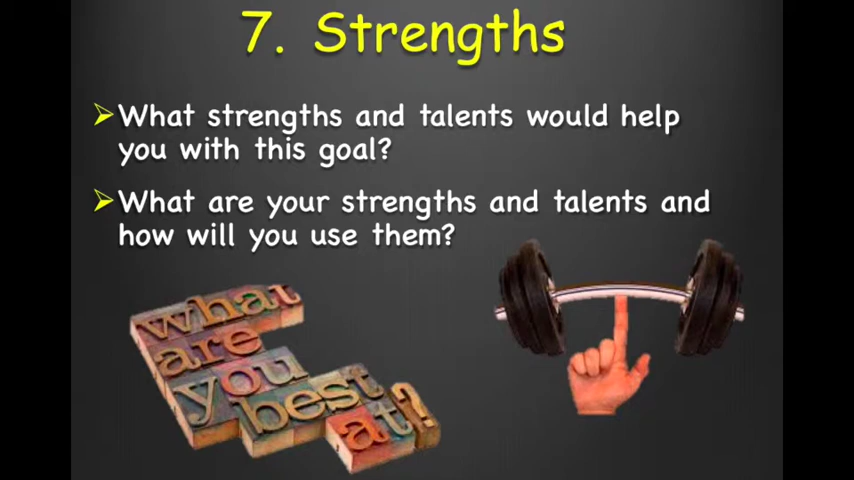 7. Strengths
What strengths and talents would help
you with this goal?
What are your strengths and talents and
how will you use them?
what
are
you
best
at?